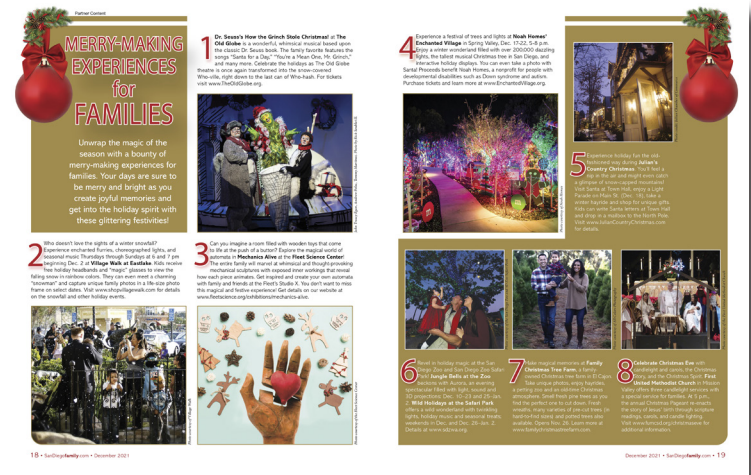 Partner Content
MERRY-MAKING
EXPERIENCES
for
FAMILIES
Unwrap the magic of the
season with a bounty of
merry-making experiences for
families. Your days are sure to
be merry and bright as you
create joyful memories and
get into the holiday spirit with
these glittering festivities!
1
Dr. Seuss's How the Grinch Stole Christmas! at The
Old Globe is a wonderful, whimsical musical based upon
the classic Dr. Seuss book. The family favorite features the
songs "Santa for a Day," "You're a Mean One, Mr. Grinch,"
and many more. Celebrate the holidays as The Old Globe
theatre is once again transformed into the snow-covered
Who-ville, right down to the last can of Who-hash. For tickets
visit www.TheOldGlobe.org.
2
Who doesn't love the sights of a winter snowfall?
Experience enchanted flurries, choreographed lights, and
seasonal music Thursdays through Sundays at 6 and 7 pm
beginning Dec. 2 at Village Walk at Eastlake. Kids receive
free holiday headbands and "magic" glasses to view the
falling snow in rainbow colors. They can even meet a charming
"snowman" and capture unique family photos in a life-size photo
frame on select dates. Visit www.shopvillagewalk.com for details
on the snowfall and other holiday events.
Photo courtesy of Village Walk
3
Can you imagine a room filled with wooden toys that come
to life at the push of a button? Explore the magical world of
automata in Mechanics Alive at the Fleet Science Center!
The entire family will marvel at whimsical and thought-provoking
mechanical sculptures with exposed inner workings that reveal
how each piece animates. Get inspired and create your own automata
with family and friends at the Fleet's Studio X. You don't want to miss
this magical and festive experience! Get details on our website at
www.fleetscience.org/exhibitions/mechanics-alive.
Photo courtesy of the Fleet Science Center
18 • SanDiegofamily.com • December 2021
4
Experience a festival of trees and lights at Noah Homes'
Enchanted Village in Spring Valley, Dec. 17-22, 5-8 p.m.
Enjoy a winter wonderland filled with over 200,000 dazzling
lights, the tallest musical Christmas tree in San Diego, and
interactive holiday displays. You can even take a photo with
Santa! Proceeds benefit Noah Homes, a nonprofit for people with
developmental disabilities such as Down syndrome and autism.
Purchase tickets and learn more at www.EnchantedVillage.org.
Photo courtesy of Noah Homes
5
Experience holiday fun the old-
fashioned way during Julian's
Country Christmas. You'll feel a
nip in the air and might even catch
a glimpse of snow-capped mountains!
Visit Santa at Town Hall, enjoy a Light
Parade on Main St. (Dec. 18), take a
winter hayride and shop for unique gifts.
Kids can write Santa letters at Town Hall
and drop in a mailbox to the North Pole.
Visit www.JulianCountryChristmas.com
for details.
6
Revel in holiday magic at the San
Diego Zoo and San Diego Zoo Safari
Park! Jungle Bells at the Zoo
beckons with Aurora, an evening
spectacular filled with light, sound and
3D projections: Dec. 10–23 and 25-Jan.
2. Wild Holidays at the Safari Park
offers a wild wonderland with twinkling
lights, holiday music and seasonal treats:
weekends in Dec. and Dec. 26–Jan. 2.
Details at www.sdzwa.org.
7
Make magical memories at Family
Christmas Tree Farm, a family-
owned Christmas tree farm in El Cajon.
Take unique photos, enjoy hayrides,
a petting zoo and an old-time Christmas
atmosphere. Smell fresh pine trees as you
find the perfect one to cut down. Fresh
wreaths, many varieties of pre-cut trees (in
hard-to-find sizes) and potted trees also
available. Opens Nov. 26. Learn more at
www.familychristmastreefarm.com.
8
Celebrate Christmas Eve with
candlelight and carols, the Christmas
Story, and the Christmas Spirit. First
United Methodist Church in Mission
Valley offers three candlelight services with
a special service for families. At 5 p.m.,
the annual Christmas Pageant re-enacts
the story of Jesus' birth through scripture
readings, carols, and candle-lighting.
Visit www.fumcsd.org/christmaseve for
additional information.
December 2021 • SanDiegofamily.com • 19